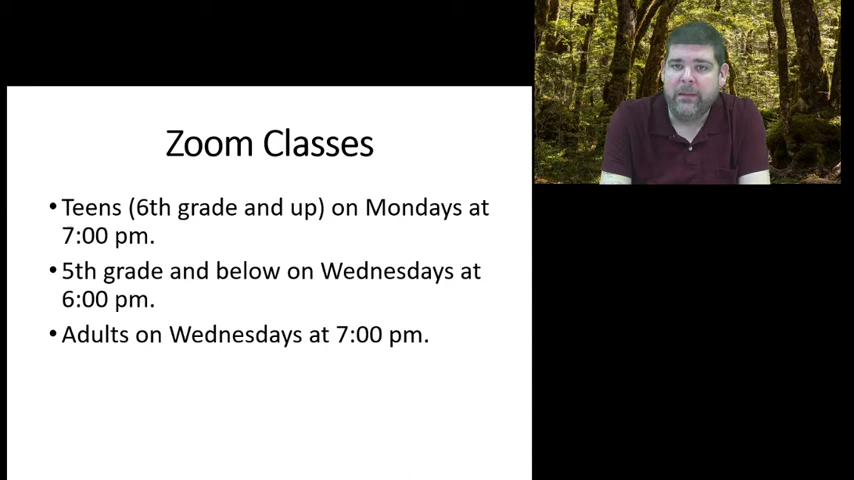 Zoom Classes
•Teens (6th grade and up) on Mondays at
7:00 pm.
•5th grade and below on Wednesdays at
6:00 pm.
•Adults on Wednesdays at 7:00 pm.